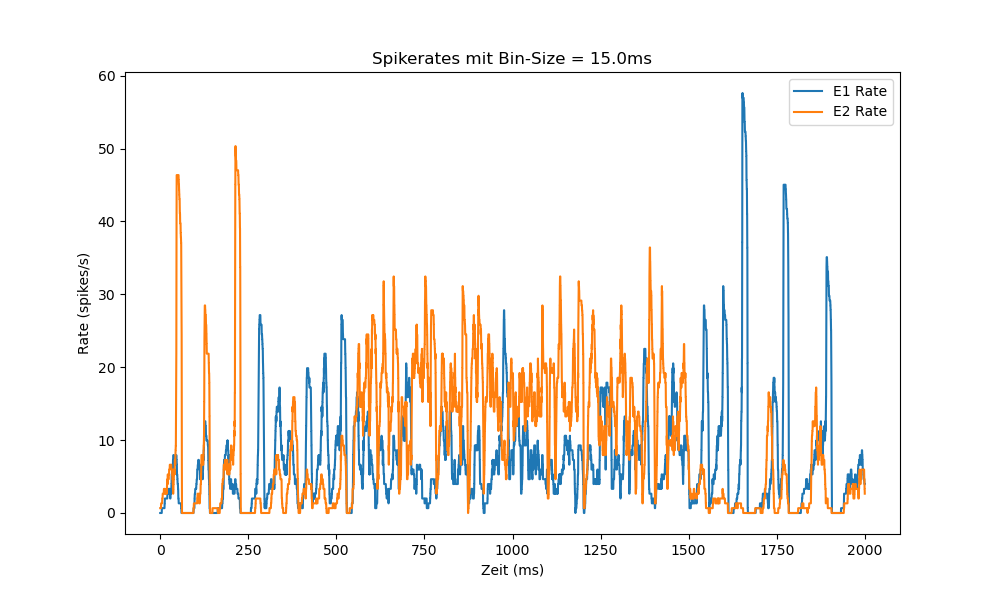 Spikerates mit Bin-Size = 15.0ms
E1 Rate
E2 Rate
60
50
40
30
20
10
0
Rate (spikes/s)
0 250 500 750 1000 1250 1500 1750 2000
Zeit (ms)